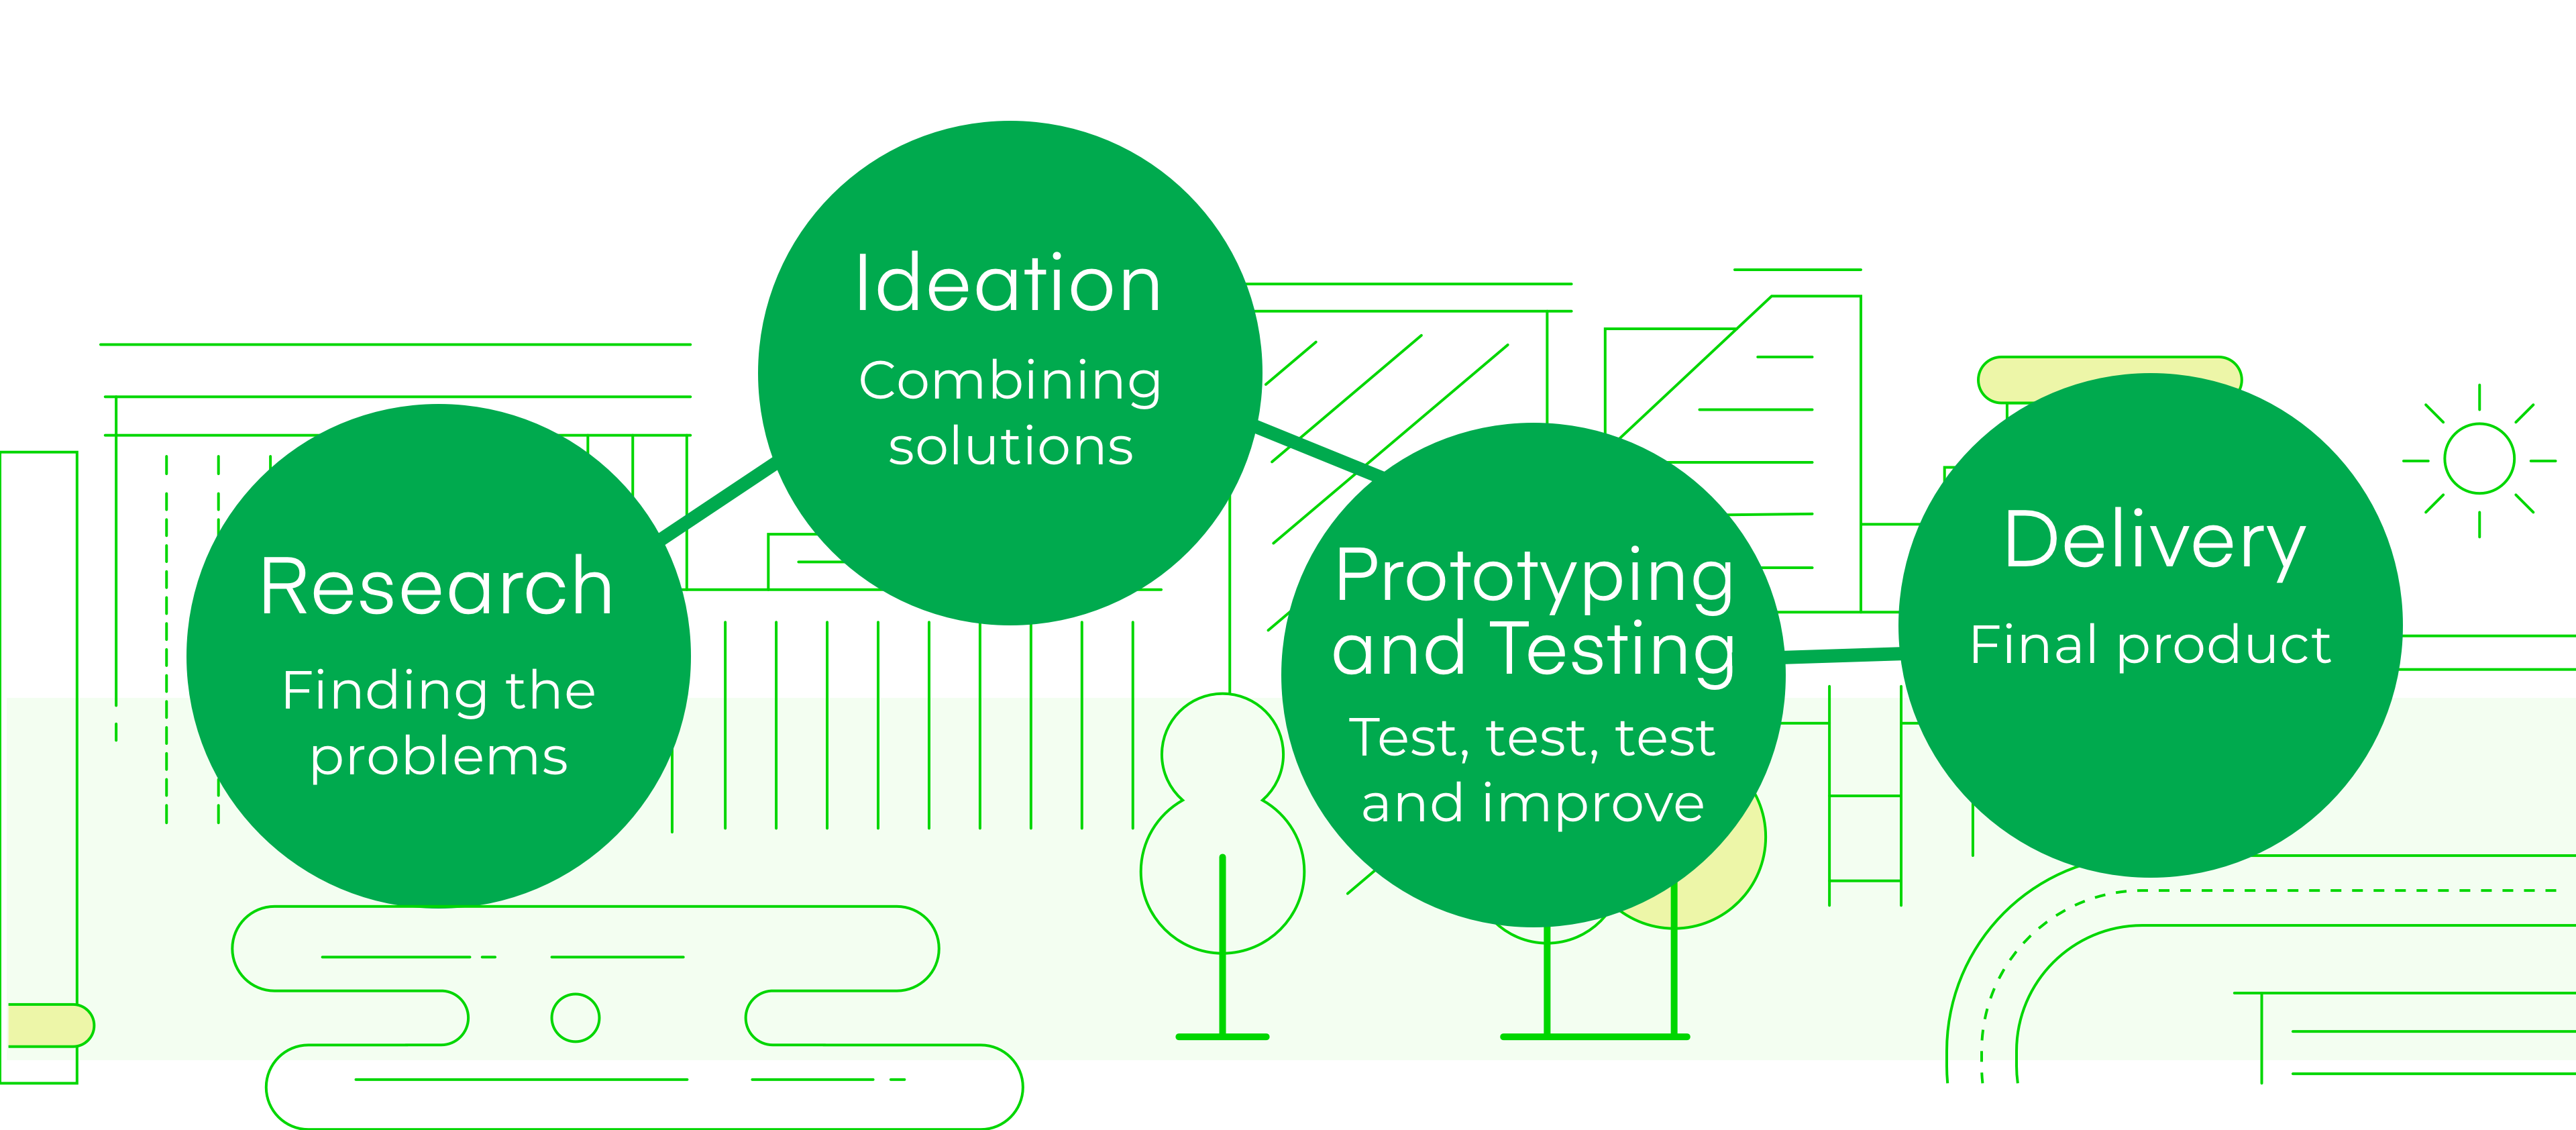 Research
Finding the
problems
Ideation
Combining
solutions
Prototyping
and Testing
Test, test, test
and improve
Delivery
Final product